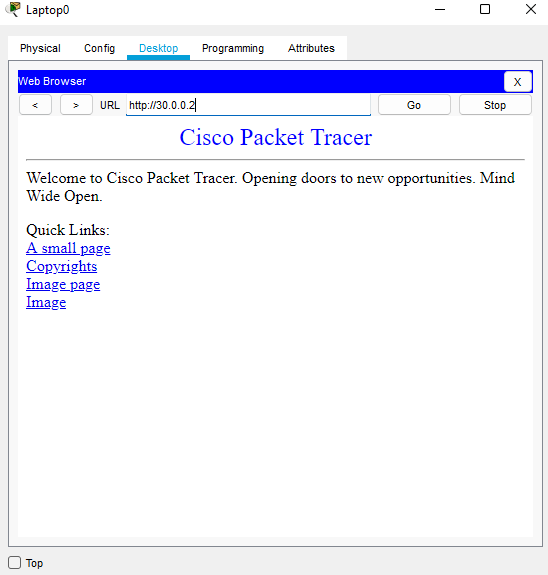 Laptop0
Physical Config Desktop Programming Attributes
Web Browser X
< > URL http://30.0.0.2 Go Stop
Cisco Packet Tracer
Welcome to Cisco Packet Tracer. Opening doors to new opportunities. Mind
Wide Open.
Quick Links:
A small page
Copyrights
Image page
Image
Top